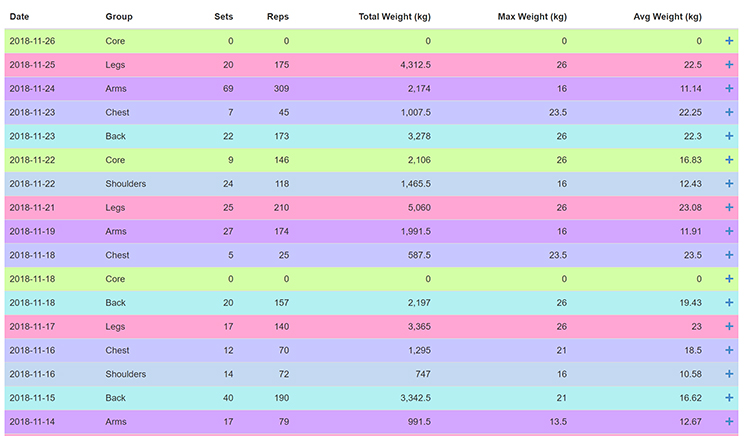 Date Group Sets Reps Total Weight (kg) Max Weight (kg) Avg Weight (kg)
2018-11-26 Core 0 0 0 0 0 +
2018-11-25 Legs 20 175 4,312.5 26 22.5 +
2018-11-24 Arms 69 309 2,174 16 11.14 +
2018-11-23 Chest 7 45 1,007.5 23.5 22.25 +
2018-11-23 Back 22 173 3,278 26 22.3 +
2018-11-22 Core 9 146 2,106 26 16.83 +
2018-11-22 Shoulders 24 118 1,465.5 16 12.43 +
2018-11-21 Legs 25 210 5,060 26 23.08 +
2018-11-19 Arms 27 174 1,991.5 16 11.91 +
2018-11-18 Chest 5 25 587.5 23.5 23.5 +
2018-11-18 Core 0 0 0 0 0 +
2018-11-18 Back 20 157 2,197 26 19.43 +
2018-11-17 Legs 17 140 3,365 26 23 +
2018-11-16 Chest 12 70 1,295 21 18.5 +
2018-11-16 Shoulders 14 72 747 16 10.58 +
2018-11-15 Back 40 190 3,342.5 21 16.62 +
2018-11-14 Arms 17 79 991.5 13.5 12.67 +